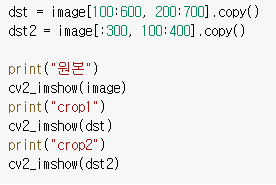 dst = image[100:600, 200:700].copy()
dst2 = image[:300, 100:400].copy()
print("원본")
cv2_imshow(image)
print("crop1")
cv2_imshow(dst)
print("crop2")
cv2_imshow(dst2)